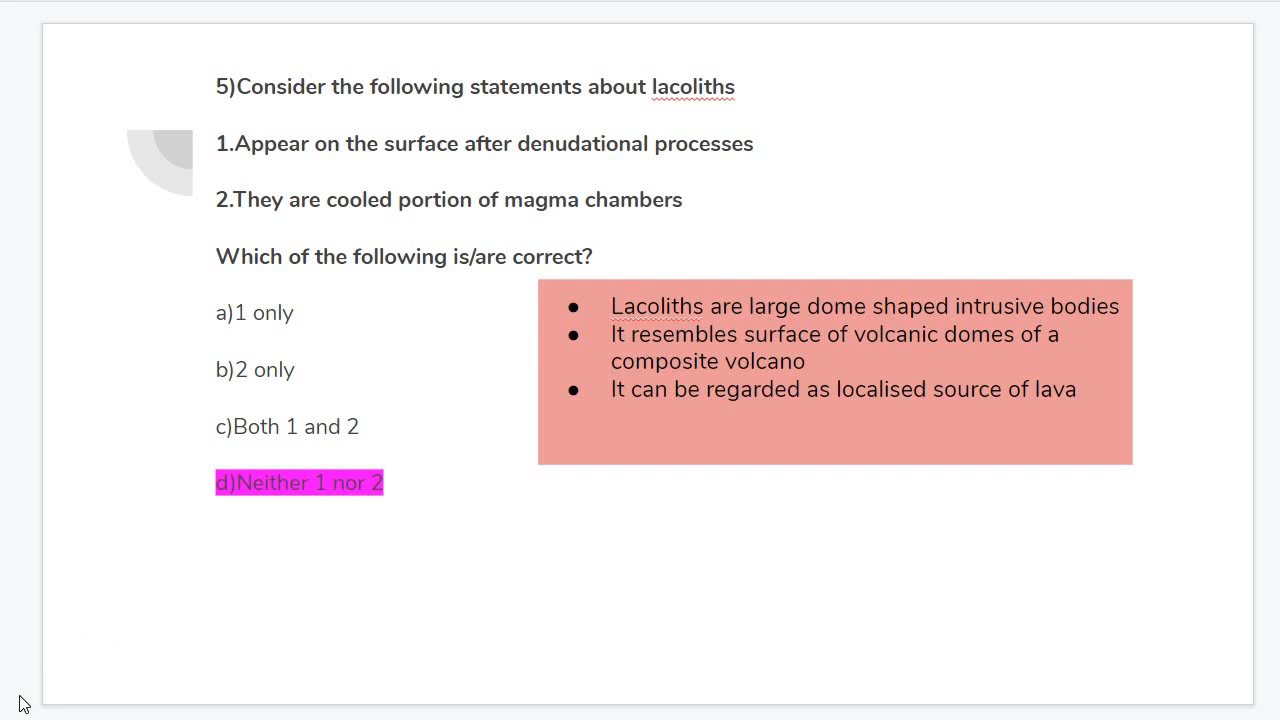 5)Consider the following statements about lacoliths
1.Appear on the surface after denudational processes
2.They are cooled portion of magma chambers
Which of the following is/are correct?
a)1 only
b)2 only
c)Both 1 and 2
d)Neither 1 nor 2
● Lacoliths are large dome shaped intrusive bodies
● It resembles surface of volcanic domes of a
composite volcano
● It can be regarded as localised source of lava